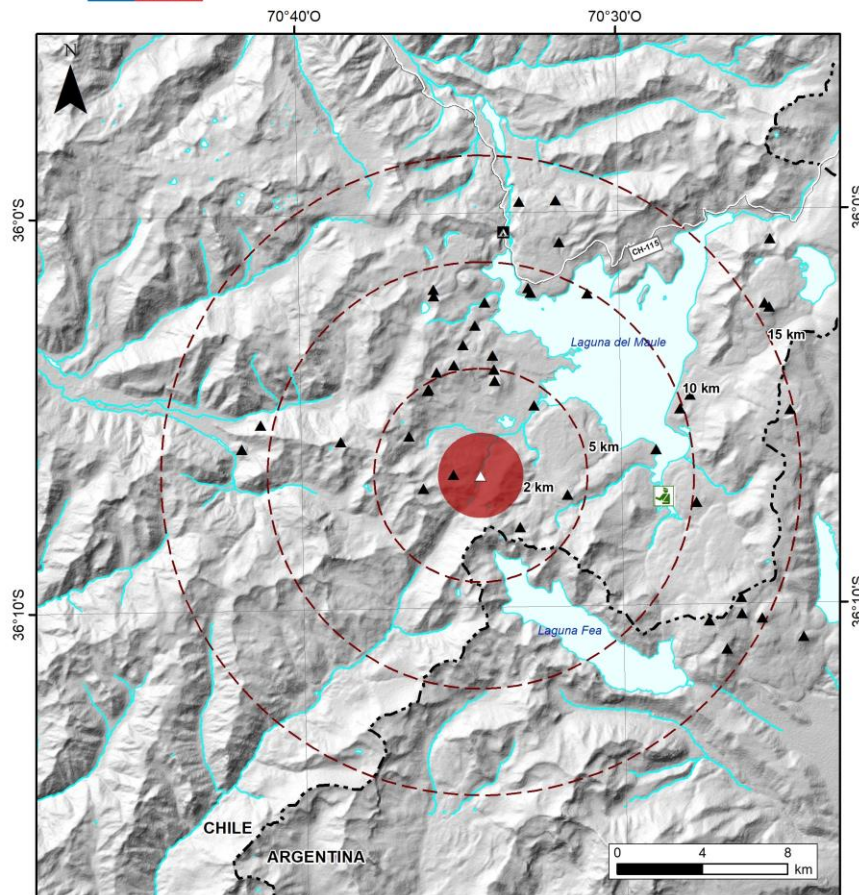 70°40'O
70°30'O
N
36°0'S
36°0'S
CH-115
Laguna del Maule
15 km
10 km
5 km
2 km
36°10'S
36°10'S
Laguna Fea
CHILE
ARGENTINA
0 4 8
km